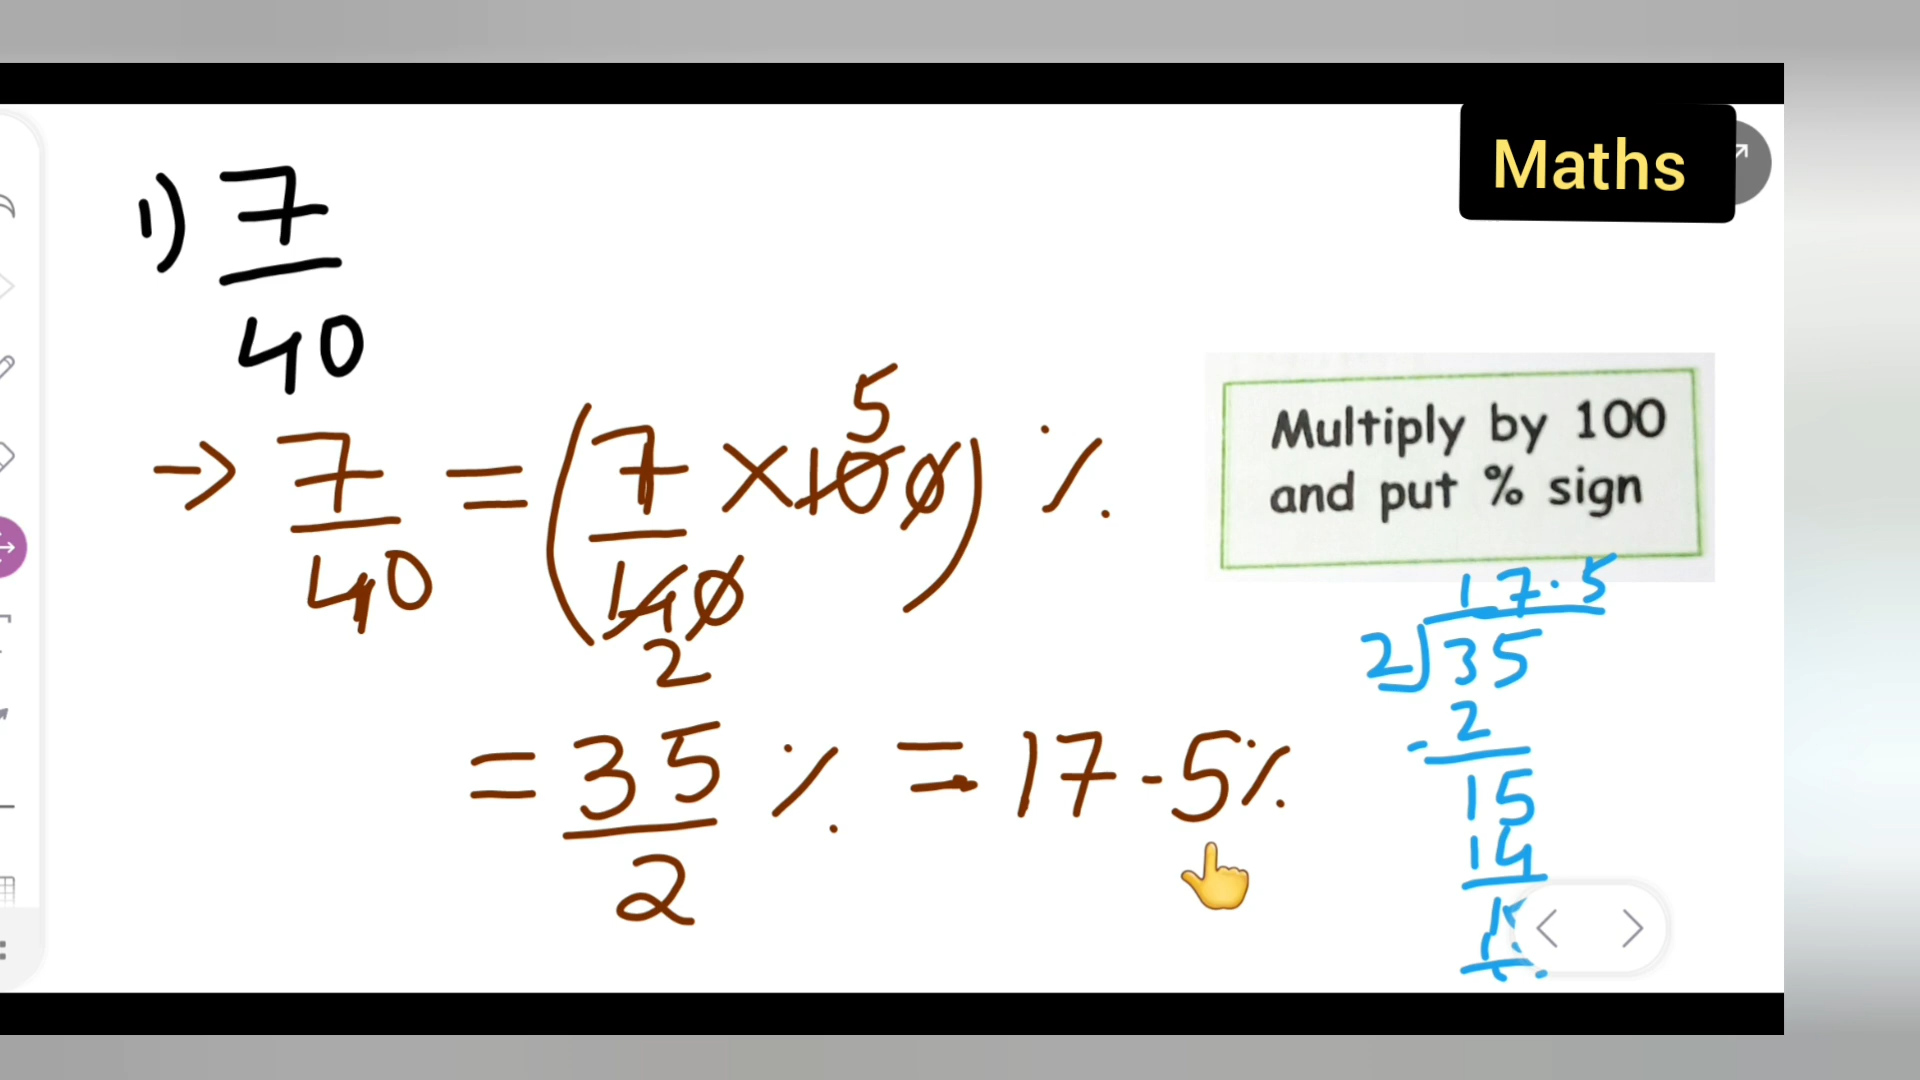 Maths
1) 7/40
→ 7/40 = (7/40 × 100) %
5
2
= 35/2 % = 17.5%
Multiply by 100
and put % sign
17.5
2)35
- 2
15
14